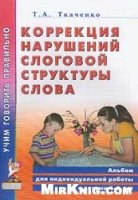 Т.А. Ткаченко
КОРРЕКЦИЯ
НАРУШЕНИЙ
СЛОГОВОЙ
СТРУКТУРЫ
СЛОВА
УЧИМ ГОВОРИТЬ ПРАВИЛЬНО
Альбом
для индивидуальной работы
MirKnig.com